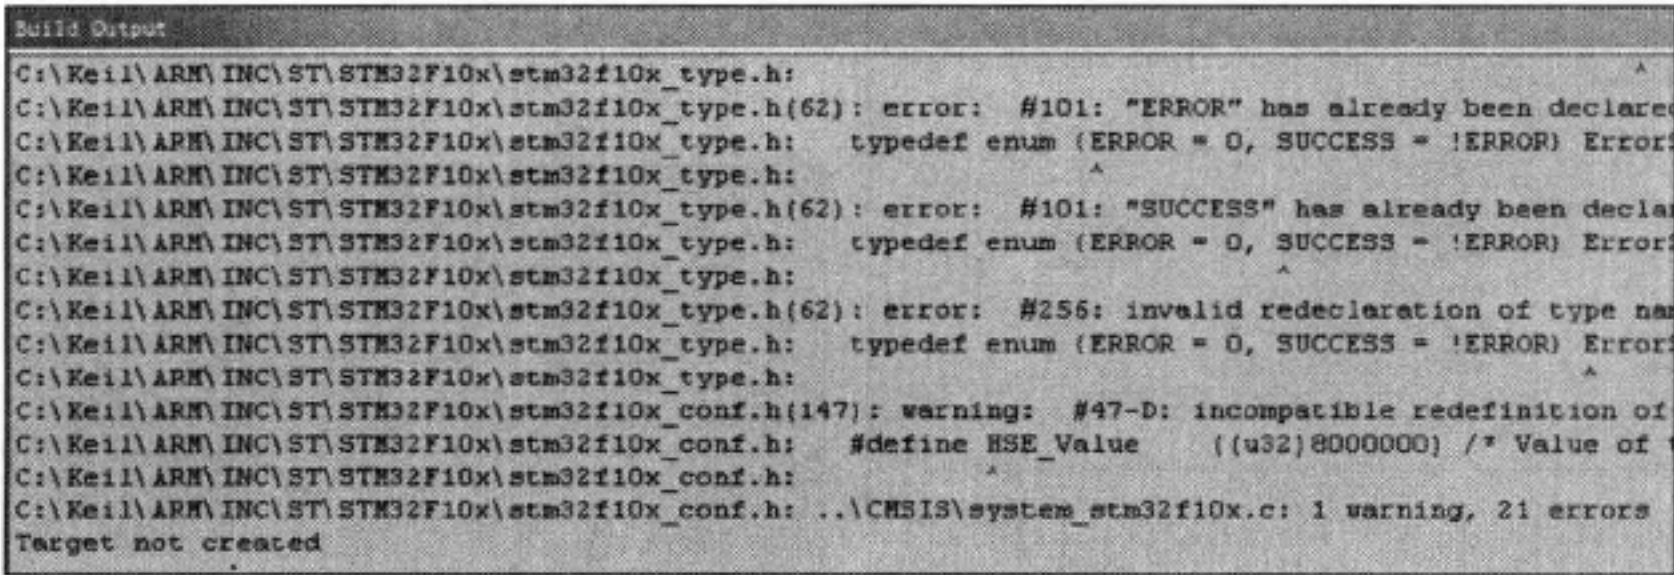 Build Output
C:\Keil\ARM\INC\ST\STM32F10x\stm32f10x_type.h: ^
C:\Keil\ARM\INC\ST\STM32F10x\stm32f10x_type.h(62): error: #101: "ERROR" has already been declared
C:\Keil\ARM\INC\ST\STM32F10x\stm32f10x_type.h: typedef enum {ERROR = 0, SUCCESS = !ERROR} ErrorS
C:\Keil\ARM\INC\ST\STM32F10x\stm32f10x_type.h: ^
C:\Keil\ARM\INC\ST\STM32F10x\stm32f10x_type.h(62): error: #101: "SUCCESS" has already been declar
C:\Keil\ARM\INC\ST\STM32F10x\stm32f10x_type.h: typedef enum {ERROR = 0, SUCCESS = !ERROR} ErrorS
C:\Keil\ARM\INC\ST\STM32F10x\stm32f10x_type.h: ^
C:\Keil\ARM\INC\ST\STM32F10x\stm32f10x_type.h(62): error: #256: invalid redeclaration of type nam
C:\Keil\ARM\INC\ST\STM32F10x\stm32f10x_type.h: typedef enum {ERROR = 0, SUCCESS = !ERROR} ErrorS
C:\Keil\ARM\INC\ST\STM32F10x\stm32f10x_type.h: ^
C:\Keil\ARM\INC\ST\STM32F10x\stm32f10x_conf.h(147): warning: #47-D: incompatible redefinition of
C:\Keil\ARM\INC\ST\STM32F10x\stm32f10x_conf.h: #define HSE_Value ((u32)8000000) /* Value of
C:\Keil\ARM\INC\ST\STM32F10x\stm32f10x_conf.h: ^
C:\Keil\ARM\INC\ST\STM32F10x\stm32f10x_conf.h: ..\CMSIS\system_stm32f10x.c: 1 warning, 21 errors
Target not created